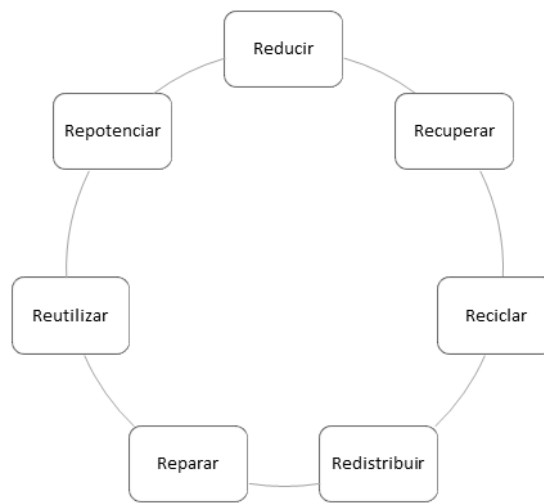 Reducir
Recuperar
Reciclar
Redistribuir
Reparar
Reutilizar
Repotenciar